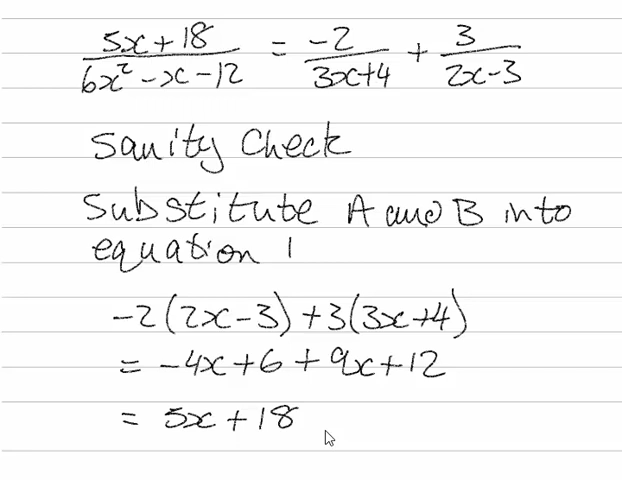 5x+18 / 6x² -x-12 = -2 / 3x+4 + 3 / 2x-3
Sanity Check
Substitute A and B into
equation 1
-2(2x-3)+3(3x+4)
= -4x+6+9x+12
= 5x+18